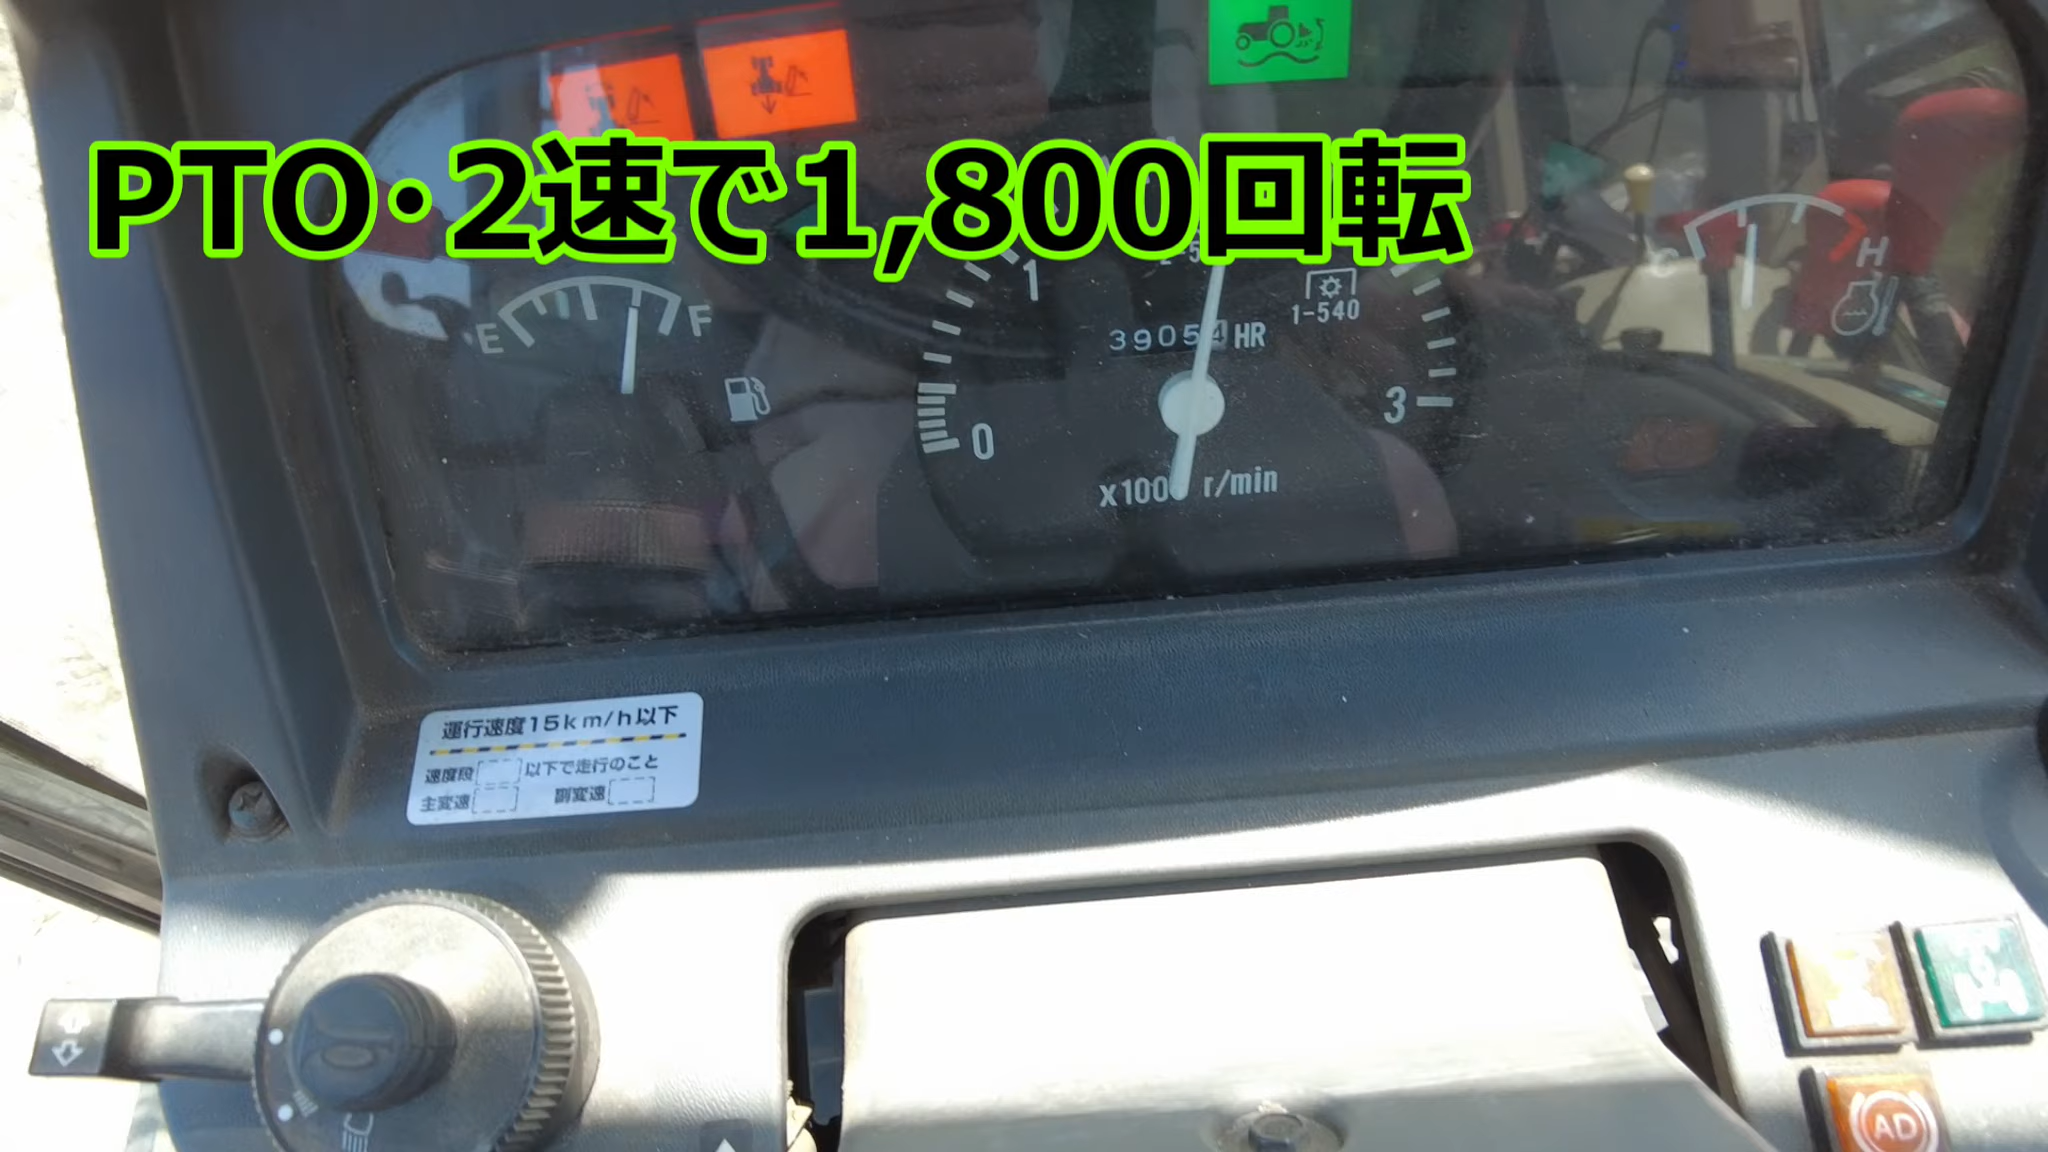 PTO・2速で1,800回転
E
F
1
1-540
39054 HR
0
3
x1000 r/min
C
H
運行速度15km/h以下
速度段 以下で走行のこと
主変速 副変速
AD